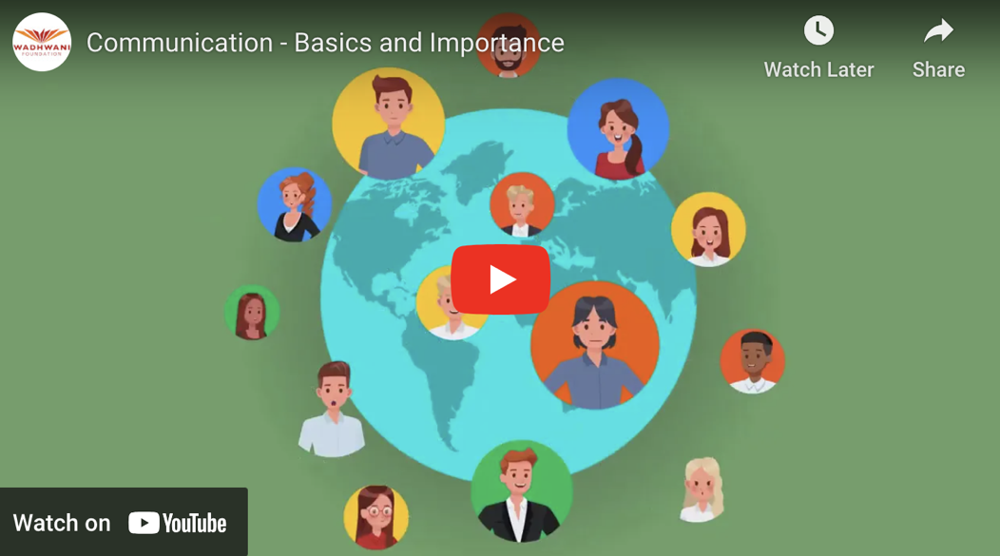 WADHWANI
FOUNDATION
Communication - Basics and Importance
Watch Later
Share
Watch on YouTube